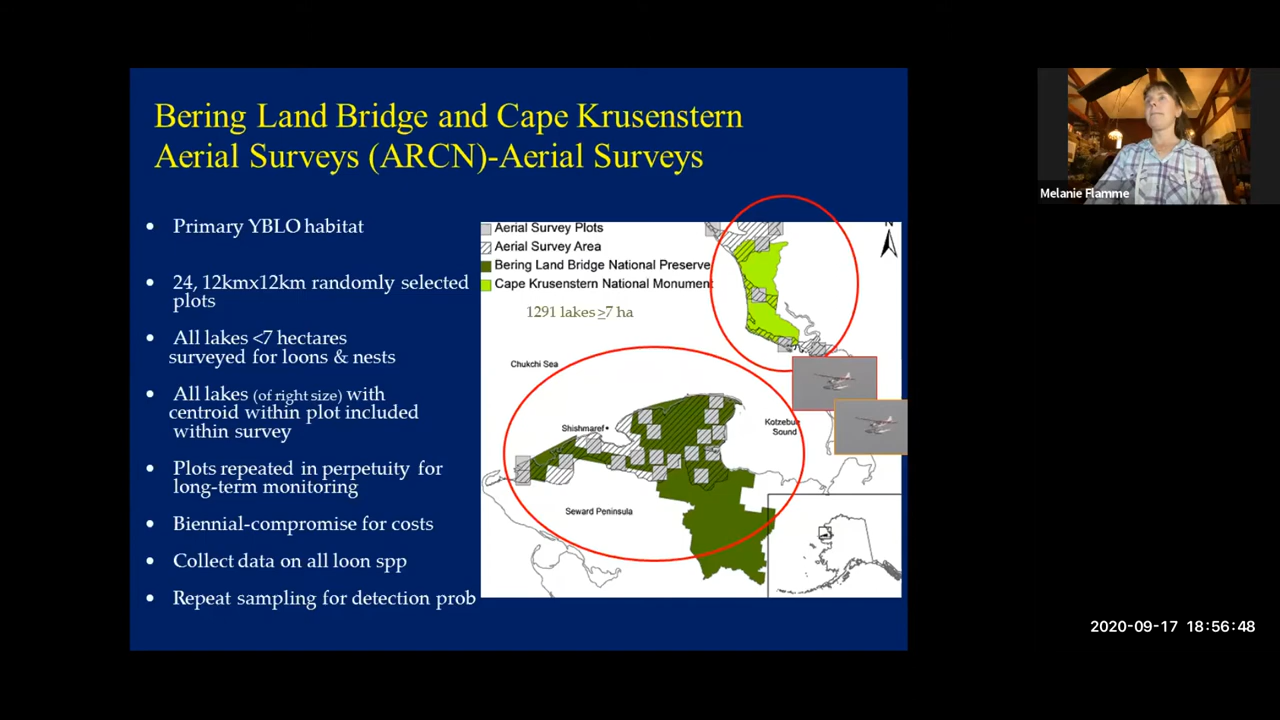 Bering Land Bridge and Cape Krusenstern
Aerial Surveys (ARCN)-Aerial Surveys
• Primary YBLO habitat
• 24, 12kmx12km randomly selected
plots
• All lakes <7 hectares
surveyed for loons & nests
• All lakes (of right size) with
centroid within plot included
within survey
• Plots repeated in perpetuity for
long-term monitoring
• Biennial-compromise for costs
• Collect data on all loon spp
• Repeat sampling for detection prob
Aerial Survey Plots
Aerial Survey Area
Bering Land Bridge National Preserve
Cape Krusenstern National Monument
1291 lakes ≥7 ha
N
Chukchi Sea
Shishmaref
Kotzebue
Sound
Seward Peninsula
Melanie Flamme
2020-09-17 18:56:48